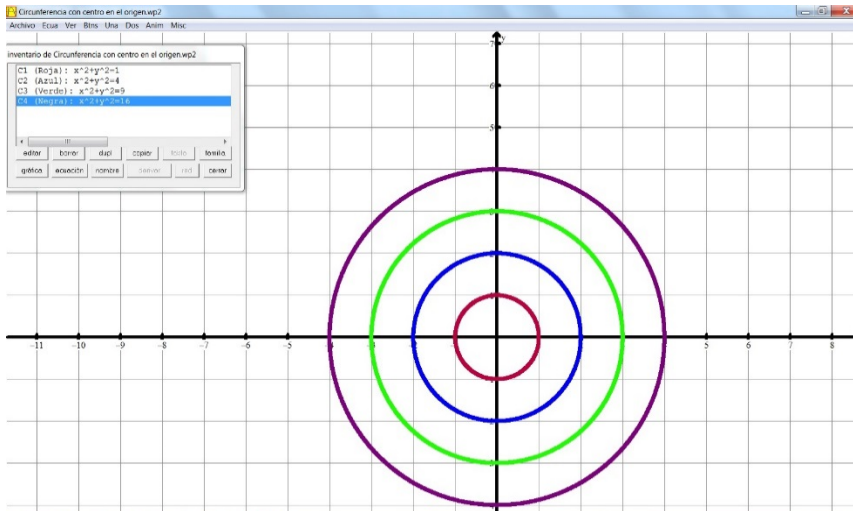 Circunferencia con centro en el origen.wp2
Archivo Ecua Ver Btns Una Dos Anim Misc
inventario de Circunferencia con centro en el origen.wp2
C1 (Roja): x^2+y^2=1
C2 (Azul): x^2+y^2=4
C3 (Verde): x^2+y^2=9
C4 (Negra): x^2+y^2=16
editar borrar dupl copiar familia
gráfica ecuación nombre cerrar
y
7
6
5
-11 -10 -9 -8 -7 -6 -5 5 6 7 8